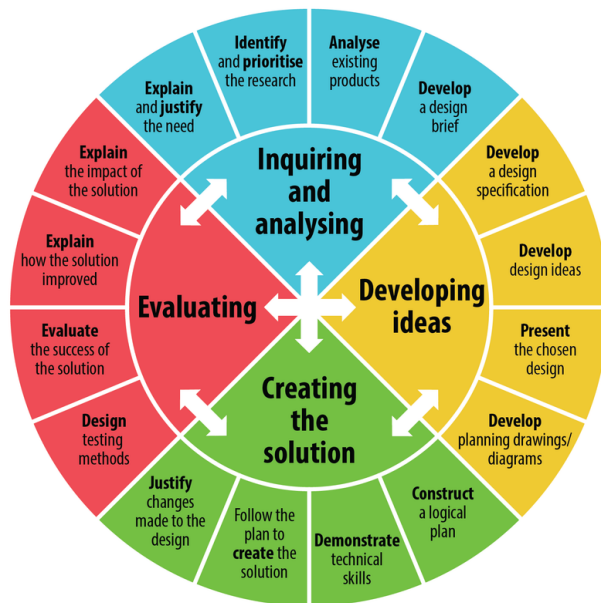 Inquiring
and
analysing
Explain
and justify
the need
Identify
and prioritise
the research
Analyse
existing
products
Develop
a design
brief
Developing
ideas
Develop
a design
specification
Develop
design ideas
Present
the chosen
design
Develop
planning drawings/
diagrams
Creating
the
solution
Construct
a logical
plan
Demonstrate
technical
skills
Follow the
plan to
create the
solution
Justify
changes
made to the
design
Evaluating
Design
testing
methods
Evaluate
the success of
the solution
Explain
how the solution
improved
Explain
the impact of
the solution